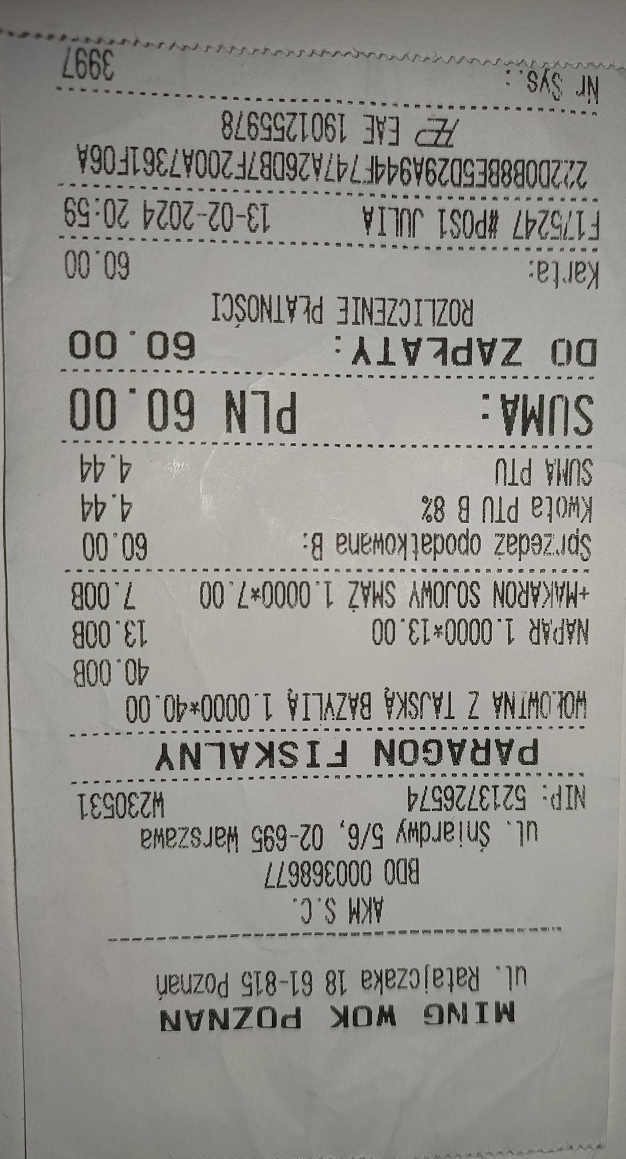 MING WOK POZNAN
ul. Ratajczaka 18 61-815 Poznań
AKM S.C.
BDO 000368677
ul. Śniardwy 5/6, 02-695 Warszawa
NIP: 5213726574 W230531
PARAGON FISKALNY
WOŁOWINA Z TAJSKĄ BAZYLIĄ 1.0000*40.00
40.00B
NAPAR 1.0000*13.00 13.00B
+MAKARON SOJOWY SMAŻ 1.0000*7.00 7.00B
Sprzedaż opodatkowana B: 60.00
Kwota PTU B 8% 4.44
SUMA PTU 4.44
SUMA: PLN 60.00
DO ZAPŁATY: 60.00
ROZLICZENIE PŁATNOŚCI
Karta: 60.00
F175247 #POS1 JULIA 13-02-2024 20:59
222D0B8BE5D29A944F747A26DB7F200A7361F06A
EAE 1901255978
Nr Sys.: 3997